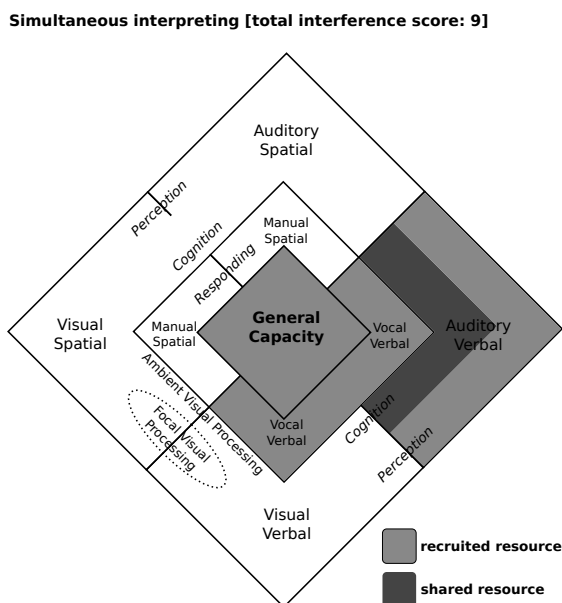 Simultaneous interpreting [total interference score: 9]
Auditory
Spatial
Perception
Cognition
Manual
Spatial
Responding
General
Capacity
Visual
Spatial
Manual
Spatial
Vocal
Verbal
Auditory
Verbal
Ambient Visual Processing
Focal Visual
Processing
Vocal
Verbal
Cognition
Perception
Visual
Verbal
recruited resource
shared resource